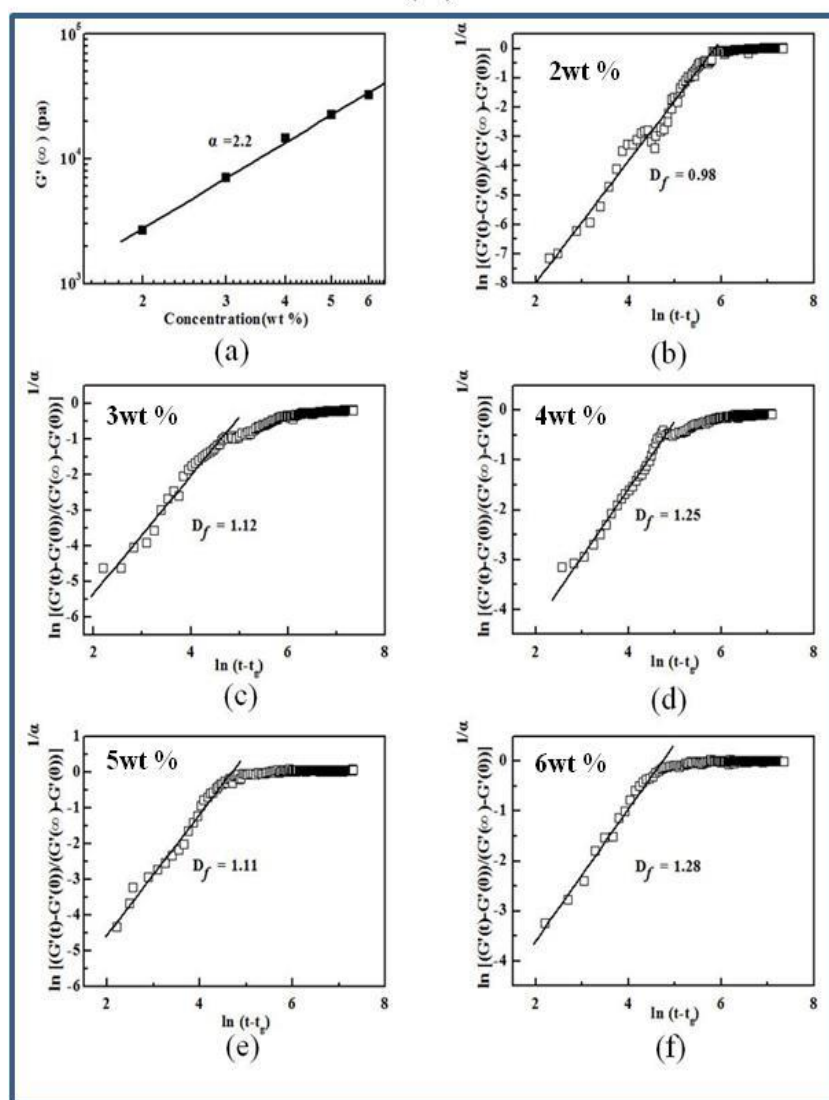 10⁵
10⁴
10³
G' (∞) (pa)
α =2.2
2
3
4
5
6
Concentration(wt %)
(a)
1/α
ln [(G'(t)-G'(0))/(G'(∞)-G'(0))]
2wt %
0
-1
-2
-3
-4
-5
-6
-7
-8
D_f = 0.98
2
4
6
8
ln (t-t_g)
(b)
1/α
ln [(G'(t)-G'(0))/(G'(∞)-G'(0))]
3wt %
0
-1
-2
-3
-4
-5
-6
D_f = 1.12
2
3
4
5
6
7
8
ln (t-t_g)
(c)
1/α
ln [(G'(t)-G'(0))/(G'(∞)-G'(0))]
4wt %
0
-1
-2
-3
-4
D_f = 1.25
2
4
6
8
ln (t-t_g)
(d)
1/α
ln [(G'(t)-G'(0))/(G'(∞)-G'(0))]
5wt %
1
0
-1
-2
-3
-4
-5
-6
D_f = 1.11
2
4
6
8
ln (t-t_g)
(e)
1/α
ln [(G'(t)-G'(0))/(G'(∞)-G'(0))]
6wt %
0
-1
-2
-3
-4
D_f = 1.28
2
4
6
8
ln (t-t_g)
(f)